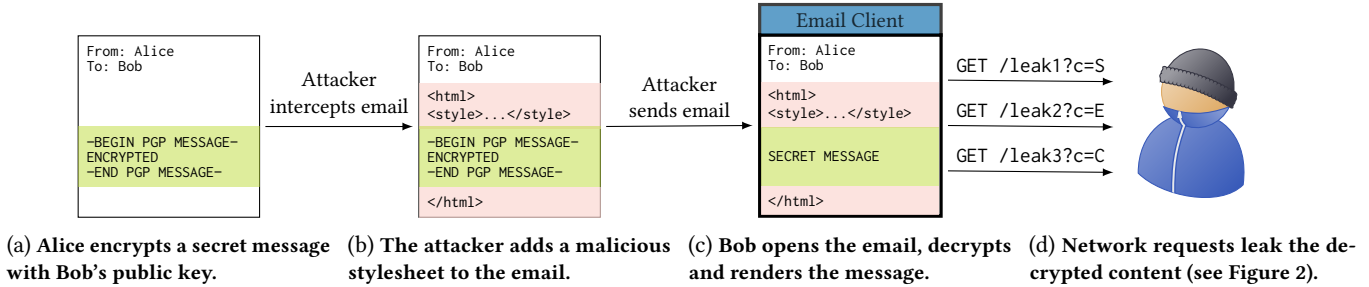 From: Alice
To: Bob
-BEGIN PGP MESSAGE-
ENCRYPTED
-END PGP MESSAGE-
Attacker
intercepts email
From: Alice
To: Bob
<html>
<style>...</style>
-BEGIN PGP MESSAGE-
ENCRYPTED
-END PGP MESSAGE-
</html>
Attacker
sends email
Email Client
From: Alice
To: Bob
<html>
<style>...</style>
SECRET MESSAGE
</html>
GET /leak1?c=S
GET /leak2?c=E
GET /leak3?c=C
(a) Alice encrypts a secret message
with Bob's public key.
(b) The attacker adds a malicious
stylesheet to the email.
(c) Bob opens the email, decrypts
and renders the message.
(d) Network requests leak the de-
crypted content (see Figure 2).